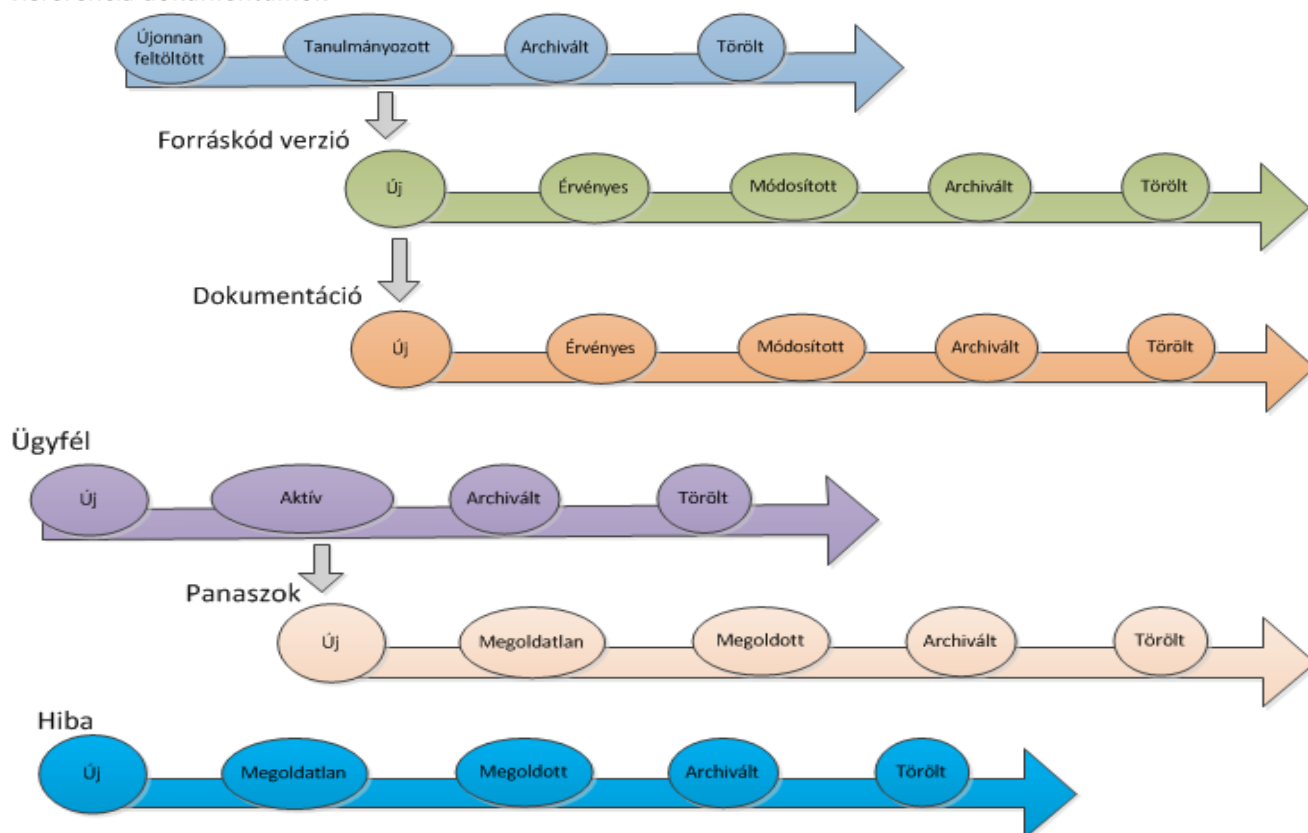 Újonnan
feltöltött
Tanulmányozott
Archivált
Törölt
Forráskód verzió
Új
Érvényes
Módosított
Archivált
Törölt
Dokumentáció
Új
Érvényes
Módosított
Archivált
Törölt
Ügyfél
Új
Aktív
Archivált
Törölt
Panaszok
Új
Megoldatlan
Megoldott
Archivált
Törölt
Hiba
Új
Megoldatlan
Megoldott
Archivált
Törölt